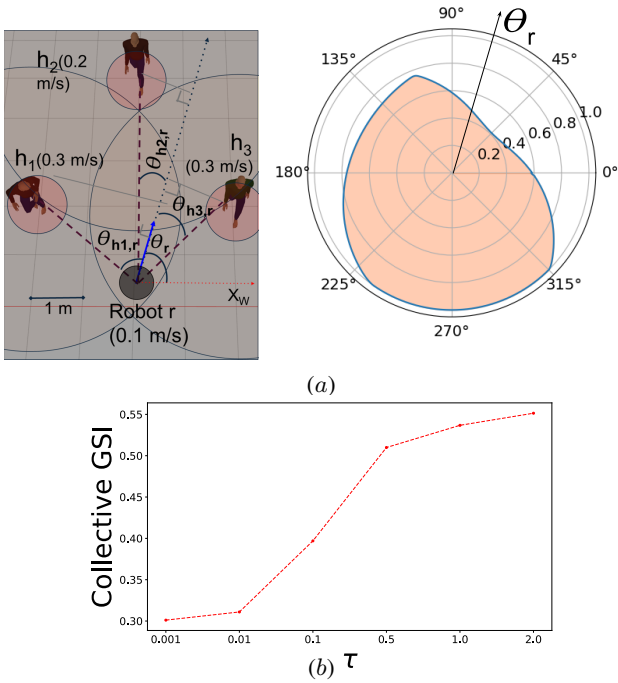 h2(0.2
m/s)
h1(0.3 m/s)
h3
(0.3 m/s)
θh2,r
θh3,r
θh1,r
θr
Xw
1 m
Robot r
(0.1 m/s)
90°
θr
135°
45°
1.0
0.8
0.6
0.4
0.2
180°
0°
225°
315°
270°
(a)
Collective GSI
0.55
0.50
0.45
0.40
0.35
0.30
0.001
0.01
0.1
0.5
1.0
2.0
(b)
τ